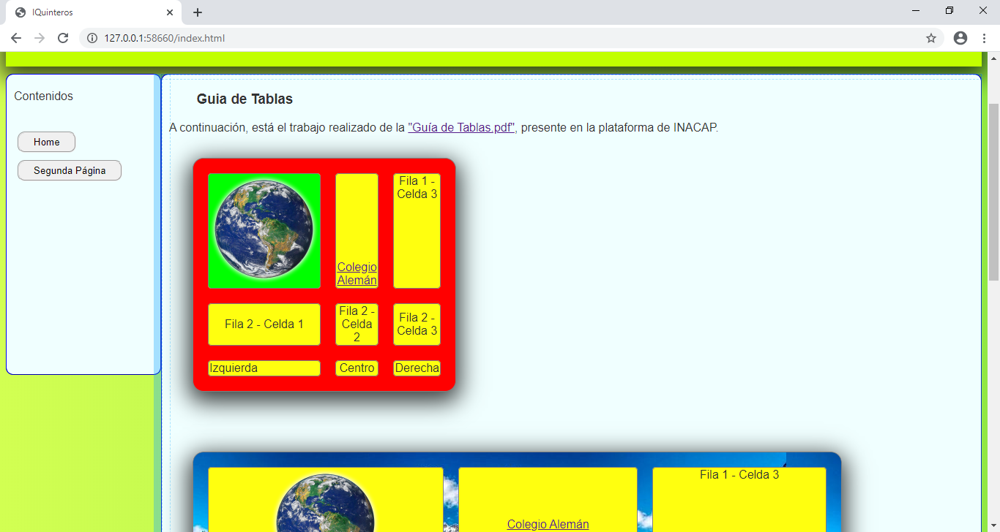 IQuinteros
127.0.0.1:58660/index.html
Contenidos
Home
Segunda Página
Guia de Tablas
A continuación, está el trabajo realizado de la "Guía de Tablas.pdf", presente en la plataforma de INACAP.
Colegio
Alemán
Fila 1 -
Celda 3
Fila 2 - Celda 1
Fila 2 -
Celda
2
Fila 2 -
Celda 3
Izquierda
Centro
Derecha
Colegio Alemán
Fila 1 - Celda 3